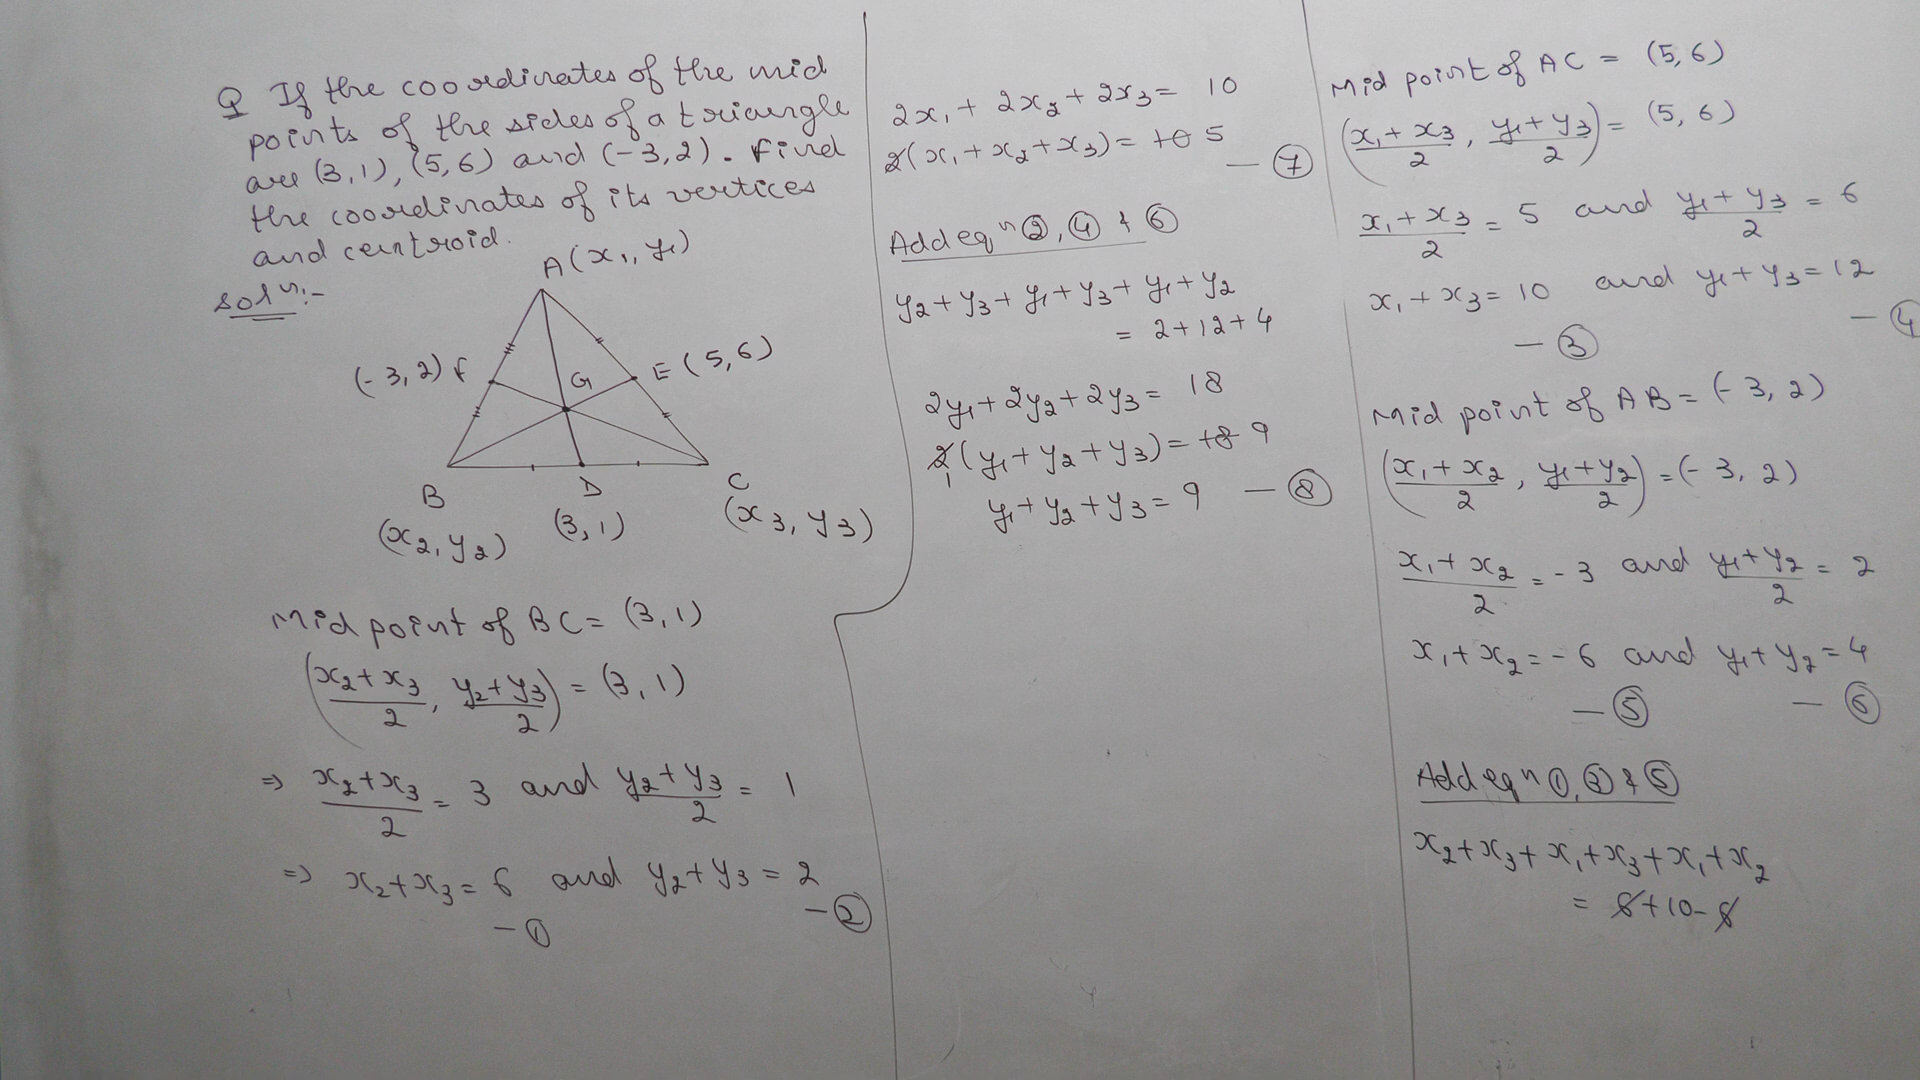 Q If the coordinates of the mid
points of the sides of a triangle
are (3,1), (5,6) and (-3,2). Find
the coordinates of its vertices
and centroid.
Soln:-
A(x₁, y₁)
(-3,2) F
G
E (5,6)
B
D
C
(x₂, y₂)
(3,1)
(x₃, y₃)
Mid point of BC = (3,1)
(x₂+x₃/2, y₂+y₃/2) = (3,1)
⇒ x₂+x₃/2 = 3 and y₂+y₃/2 = 1
⇒ x₂+x₃ = 6 and y₂+y₃ = 2
- ①
- ②
2x₁ + 2x₂ + 2x₃ = 10
2(x₁+x₂+x₃) = 10 5
- ⑦
Add eqⁿ ②, ④ & ⑥
y₂+y₃+y₁+y₃+y₁+y₂
= 2+12+4
2y₁+2y₂+2y₃ = 18
2(y₁+y₂+y₃) = 18 9
1
y₁+y₂+y₃ = 9 - ⑧
Mid point of AC = (5,6)
(x₁+x₃/2, y₁+y₃/2) = (5,6)
x₁+x₃/2 = 5 and y₁+y₃/2 = 6
x₁+x₃ = 10 and y₁+y₃ = 12
- ③
- ④
Mid point of AB = (-3,2)
(x₁+x₂/2, y₁+y₂/2) = (-3,2)
x₁+x₂/2 = -3 and y₁+y₂/2 = 2
x₁+x₂ = -6 and y₁+y₂ = 4
- ⑤
- ⑥
Add eqⁿ ①, ③ & ⑤
x₂+x₃+x₁+x₃+x₁+x₂
= 6+10-6